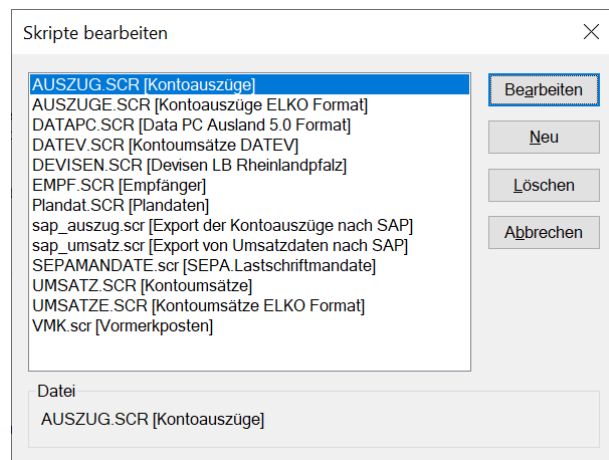 Skripte bearbeiten
AUSZUG.SCR [Kontoauszüge]
AUSZUGE.SCR [Kontoauszüge ELKO Format]
DATAPC.SCR [Data PC Ausland 5.0 Format]
DATEV.SCR [Kontoumsätze DATEV]
DEVISEN.SCR [Devisen LB Rheinlandpfalz]
EMPF.SCR [Empfänger]
Plandat.SCR [Plandaten]
sap_auszug.scr [Export der Kontoauszüge nach SAP]
sap_umsatz.scr [Export von Umsatzdaten nach SAP]
SEPAMANDATE.scr [SEPA.Lastschriftmandate]
UMSATZ.SCR [Kontoumsätze]
UMSATZE.SCR [Kontoumsätze ELKO Format]
VMK.scr [Vormerkposten]
Bearbeiten
Neu
Löschen
Abbrechen
Datei
AUSZUG.SCR [Kontoauszüge]